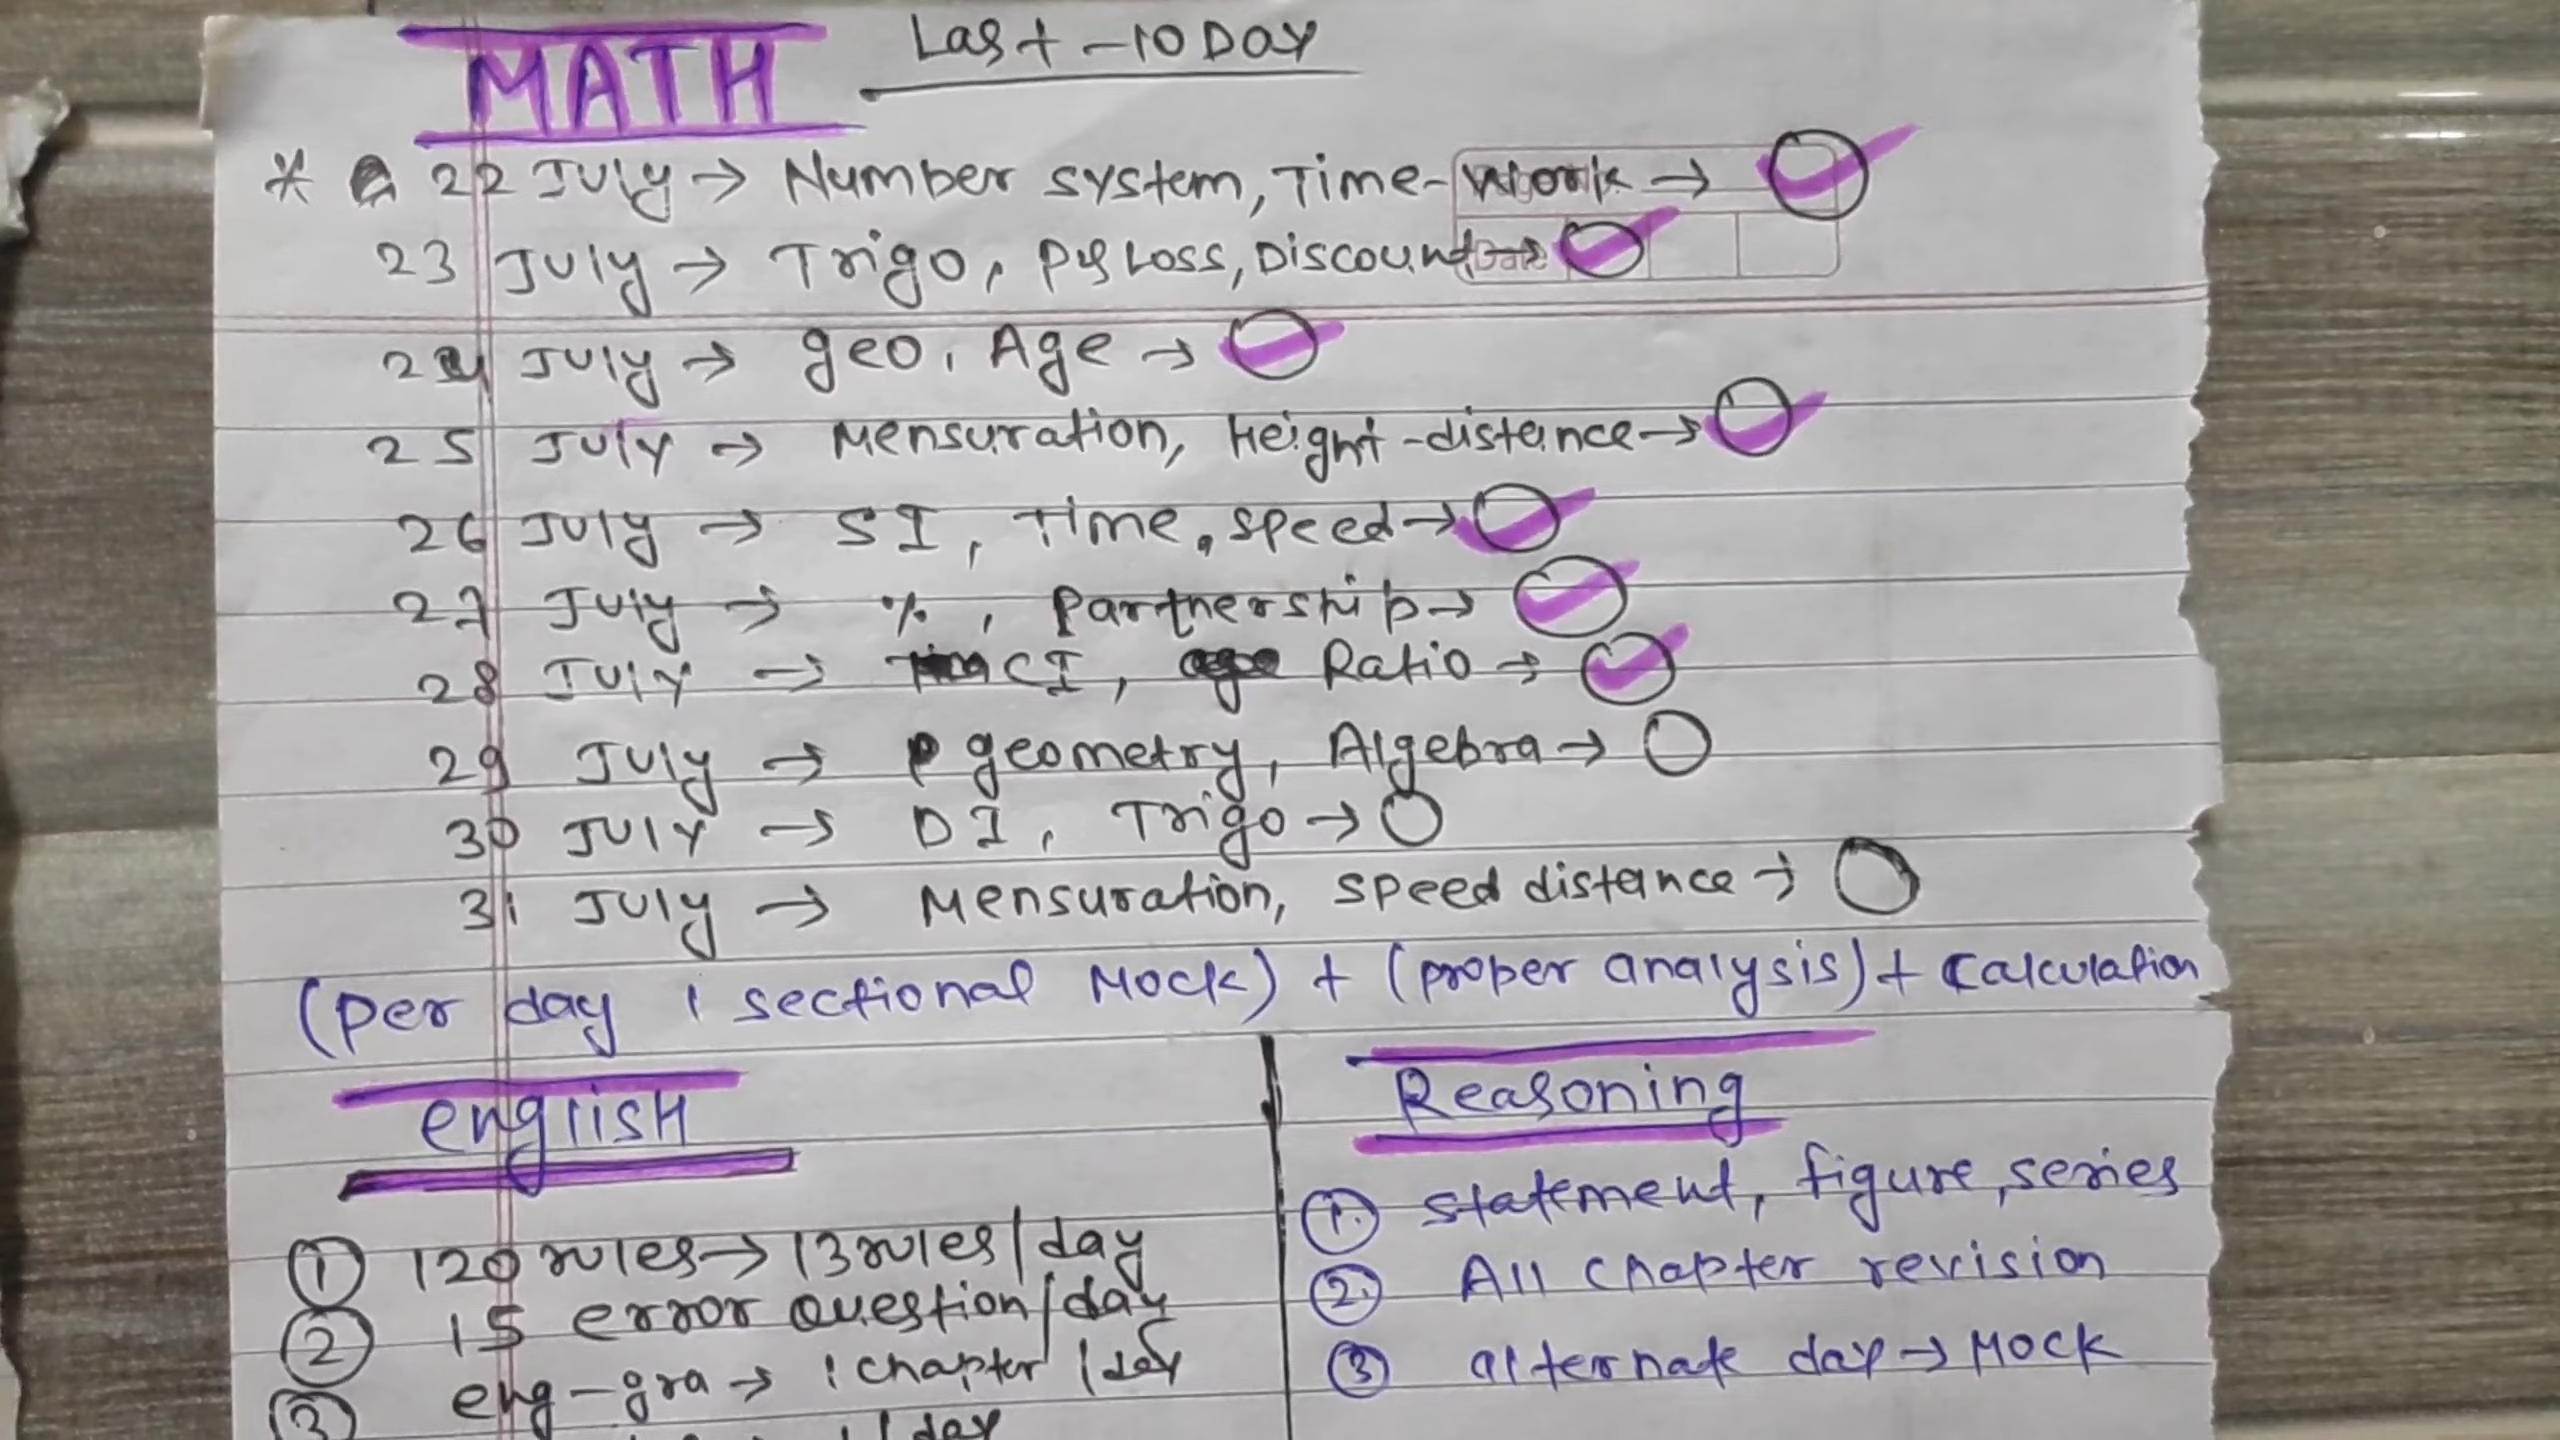 MATH Last -10 Day
* 22 July → Number system, Time-Work →
23 July → Trigo, P&Loss, Discount →
24 July → geo, Age →
25 July → Mensuration, Height-distance →
26 July → SI, Time, speed →
27 July → %, Partnership →
28 July → CI, Ratio →
29 July → geometry, Algebra →
30 July → DI, Trigo →
31 July → Mensuration, speed distance →
(per day 1 sectional Mock) + (proper analysis) + calculation
english
① 120 rules → 13 rules/day
② 15 error question/day
③ eng-gra → 1 chapter/day
1/day
Reasoning
①. statement, figure, series
②. All chapter revision
③ alternate day → Mock